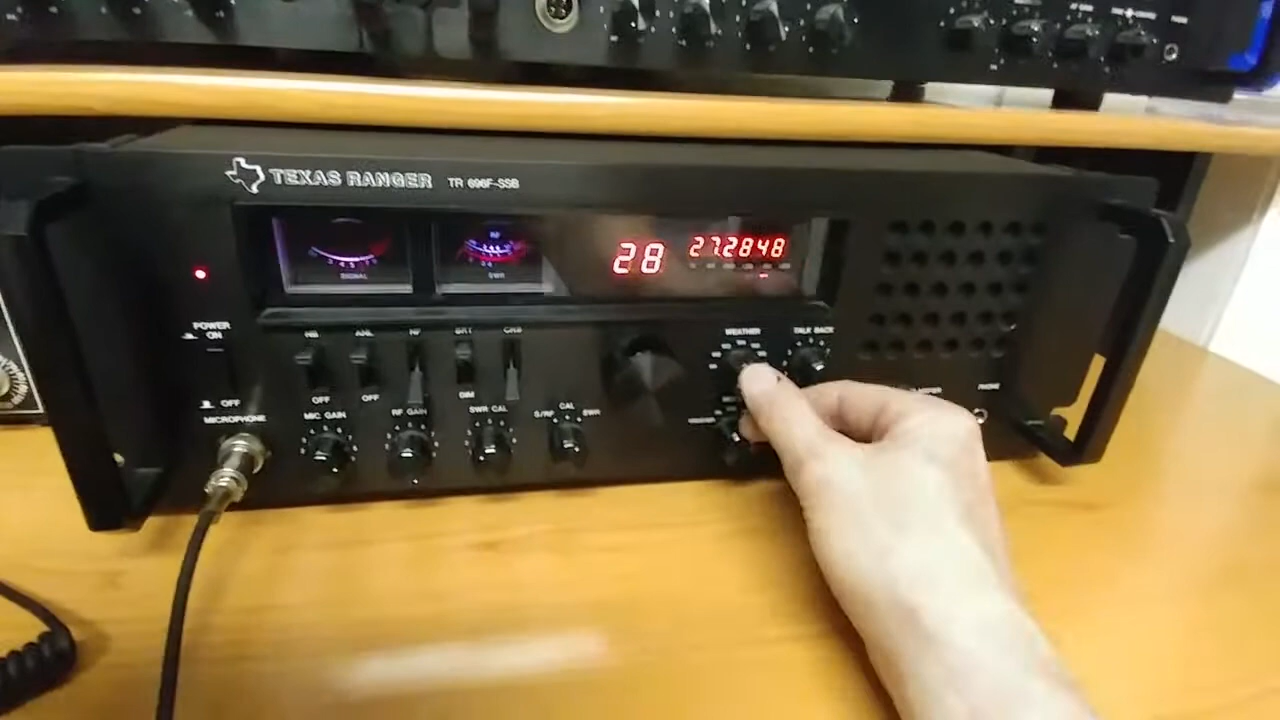 TEXAS RANGER TR 696F-SSB
SIGNAL
RF
SWR
28
27.2848
POWER
ON
OFF
MICROPHONE
NB
ANL
BRT
OFF
OFF
DIM
MIC GAIN
RF GAIN
SWR CAL
S/RF CAL SWR
WEATHER
TALK BACK
PHONE